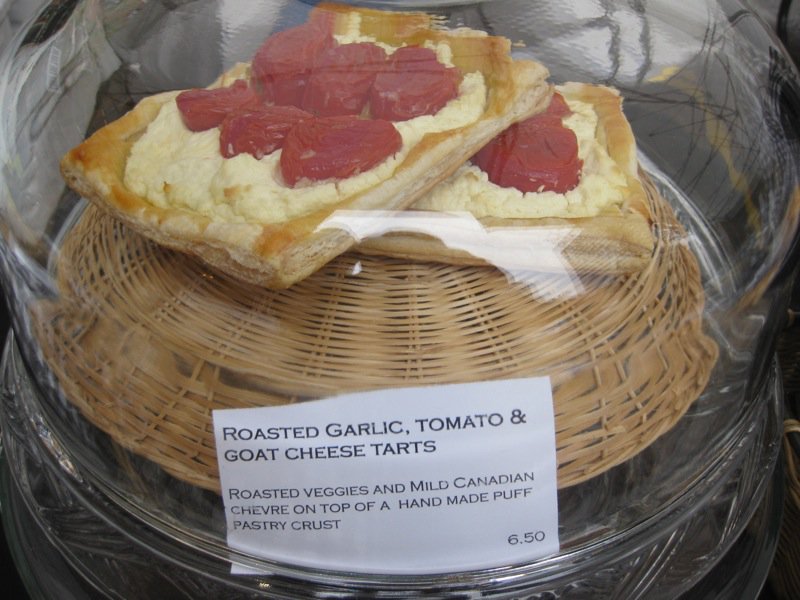 Roasted Garlic, tomato &
goat cheese tarts
Roasted veggies and Mild Canadian
chevre on top of a hand made puff
pastry crust
6.50